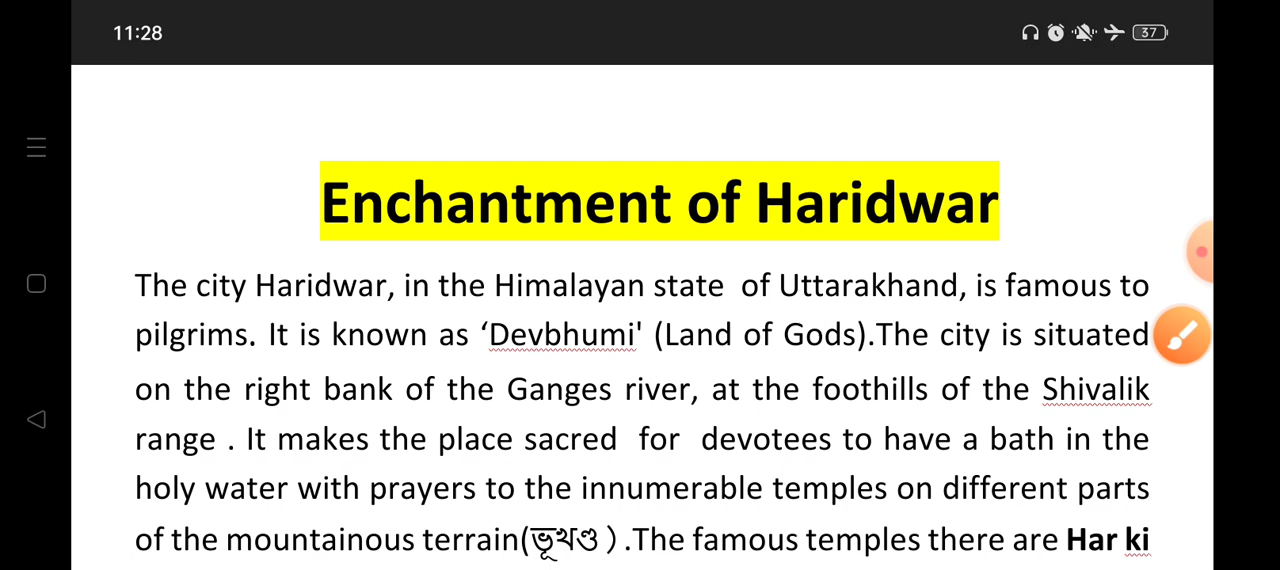 11:28
37
Enchantment of Haridwar
The city Haridwar, in the Himalayan state of Uttarakhand, is famous to
pilgrims. It is known as ‘Devbhumi' (Land of Gods).The city is situated
on the right bank of the Ganges river, at the foothills of the Shivalik
range . It makes the place sacred for devotees to have a bath in the
holy water with prayers to the innumerable temples on different parts
of the mountainous terrain(ভূখণ্ড ) .The famous temples there are Har ki